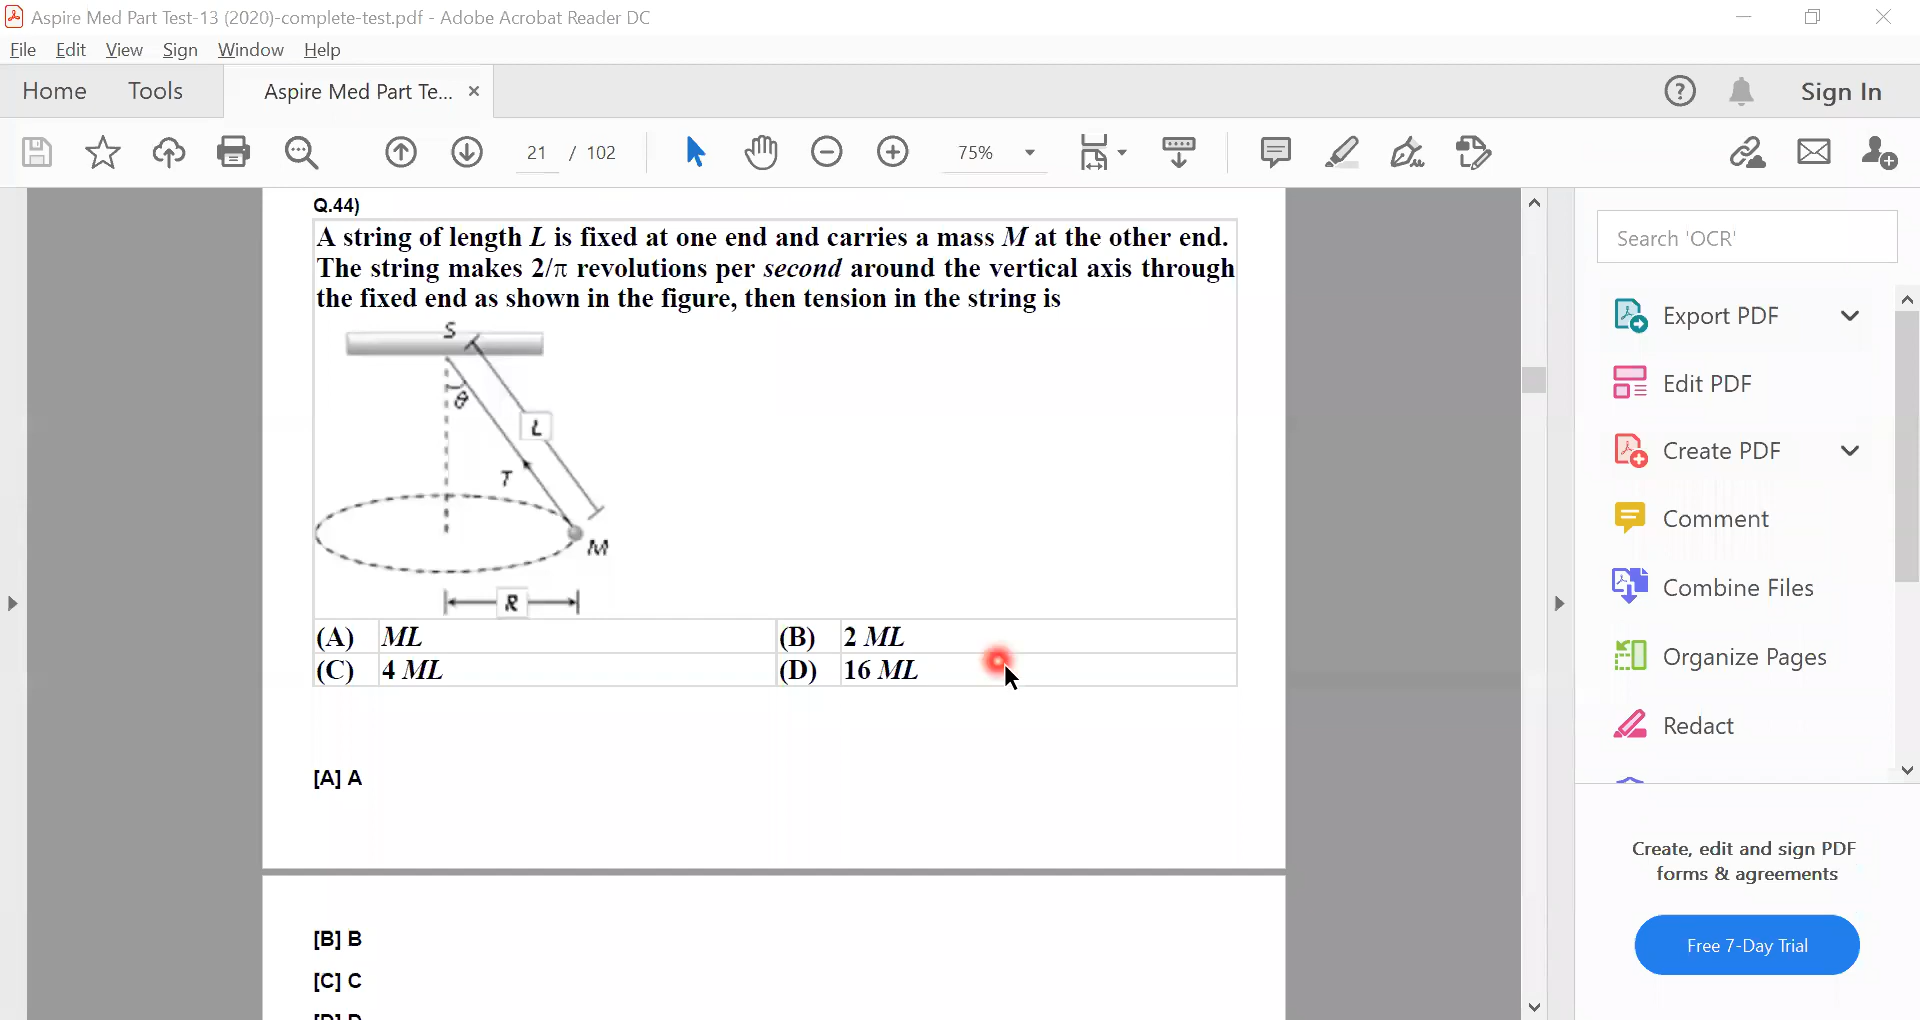 Aspire Med Part Test-13 (2020)-complete-test.pdf - Adobe Acrobat Reader DC
File Edit View Sign Window Help
Home Tools Aspire Med Part Te... × Sign In
21 / 102 75%
Q.44)
A string of length L is fixed at one end and carries a mass M at the other end.
The string makes 2/π revolutions per second around the vertical axis through
the fixed end as shown in the figure, then tension in the string is
S
θ
L
T
M
R
(A) ML (B) 2 ML
(C) 4 ML (D) 16 ML
[A] A
[B] B
[C] C
[D] D
Search 'OCR'
Export PDF
Edit PDF
Create PDF
Comment
Combine Files
Organize Pages
Redact
Create, edit and sign PDF
forms & agreements
Free 7-Day Trial